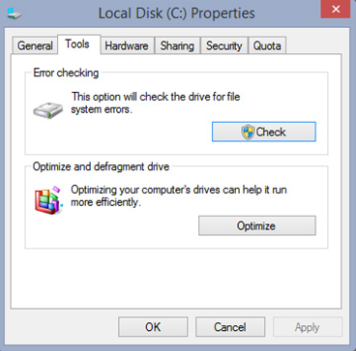 Local Disk (C:) Properties
General Tools Hardware Sharing Security Quota
Error checking
This option will check the drive for file
system errors.
Check
Optimize and defragment drive
Optimizing your computer's drives can help it run
more efficiently.
Optimize
OK Cancel Apply